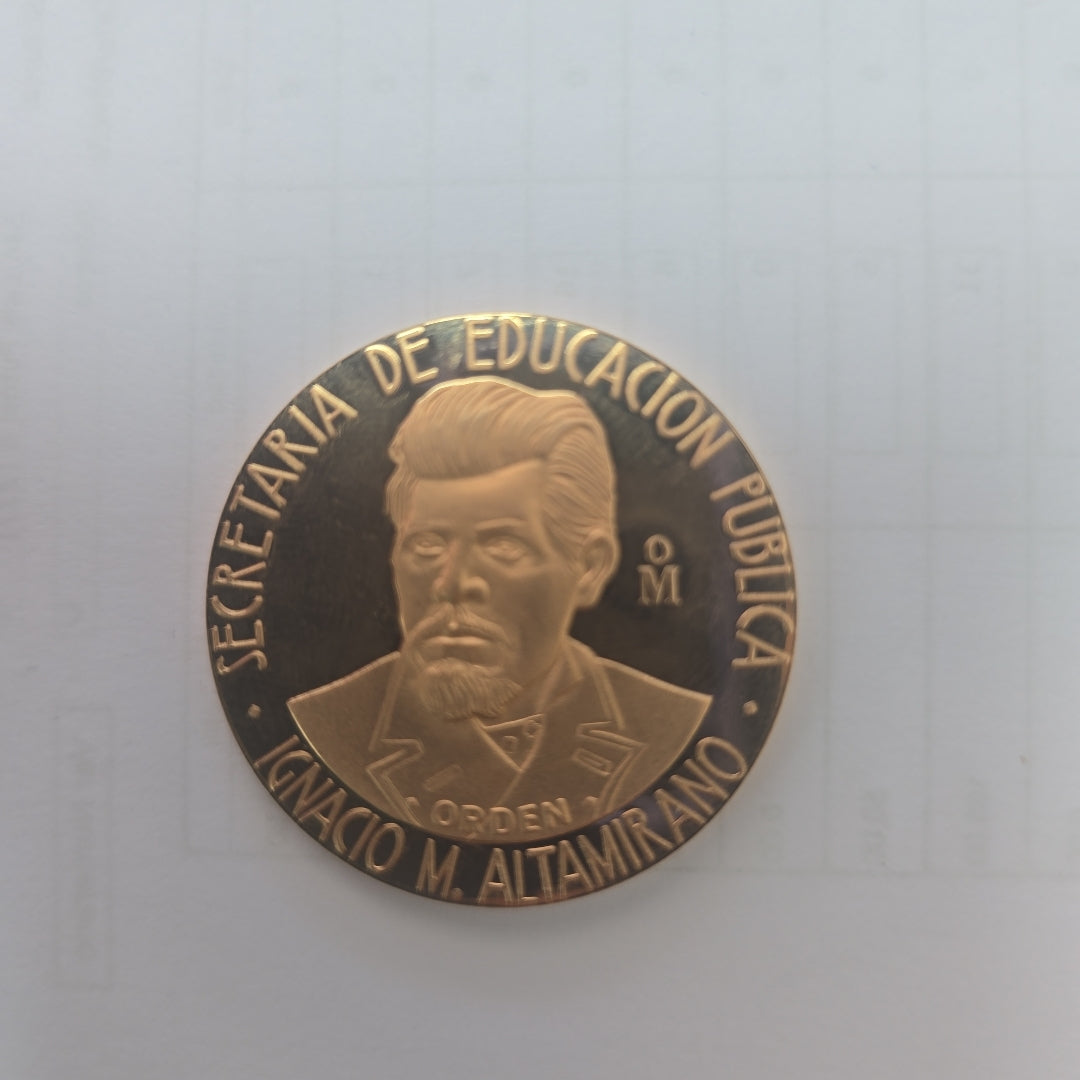 SECRETARIA DE EDUCACION PUBLICA
o
M
· ORDEN ·
· IGNACIO M. ALTAMIRANO ·